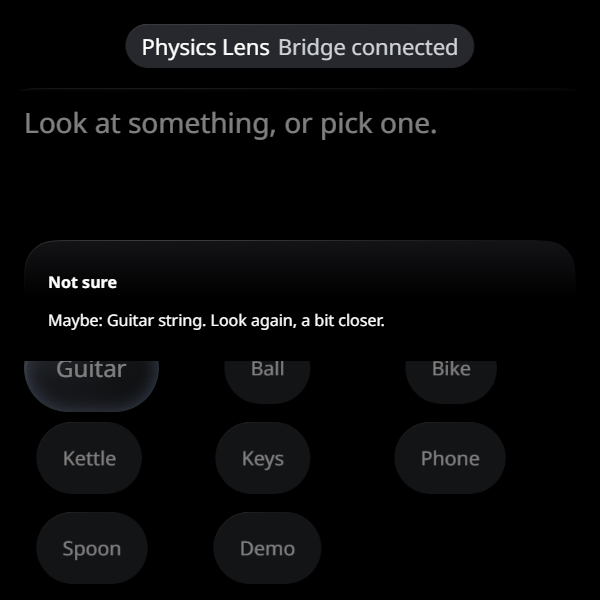 Physics Lens Bridge connected
Look at something, or pick one.
Not sure
Maybe: Guitar string. Look again, a bit closer.
Guitar Ball Bike
Kettle Keys Phone
Spoon Demo